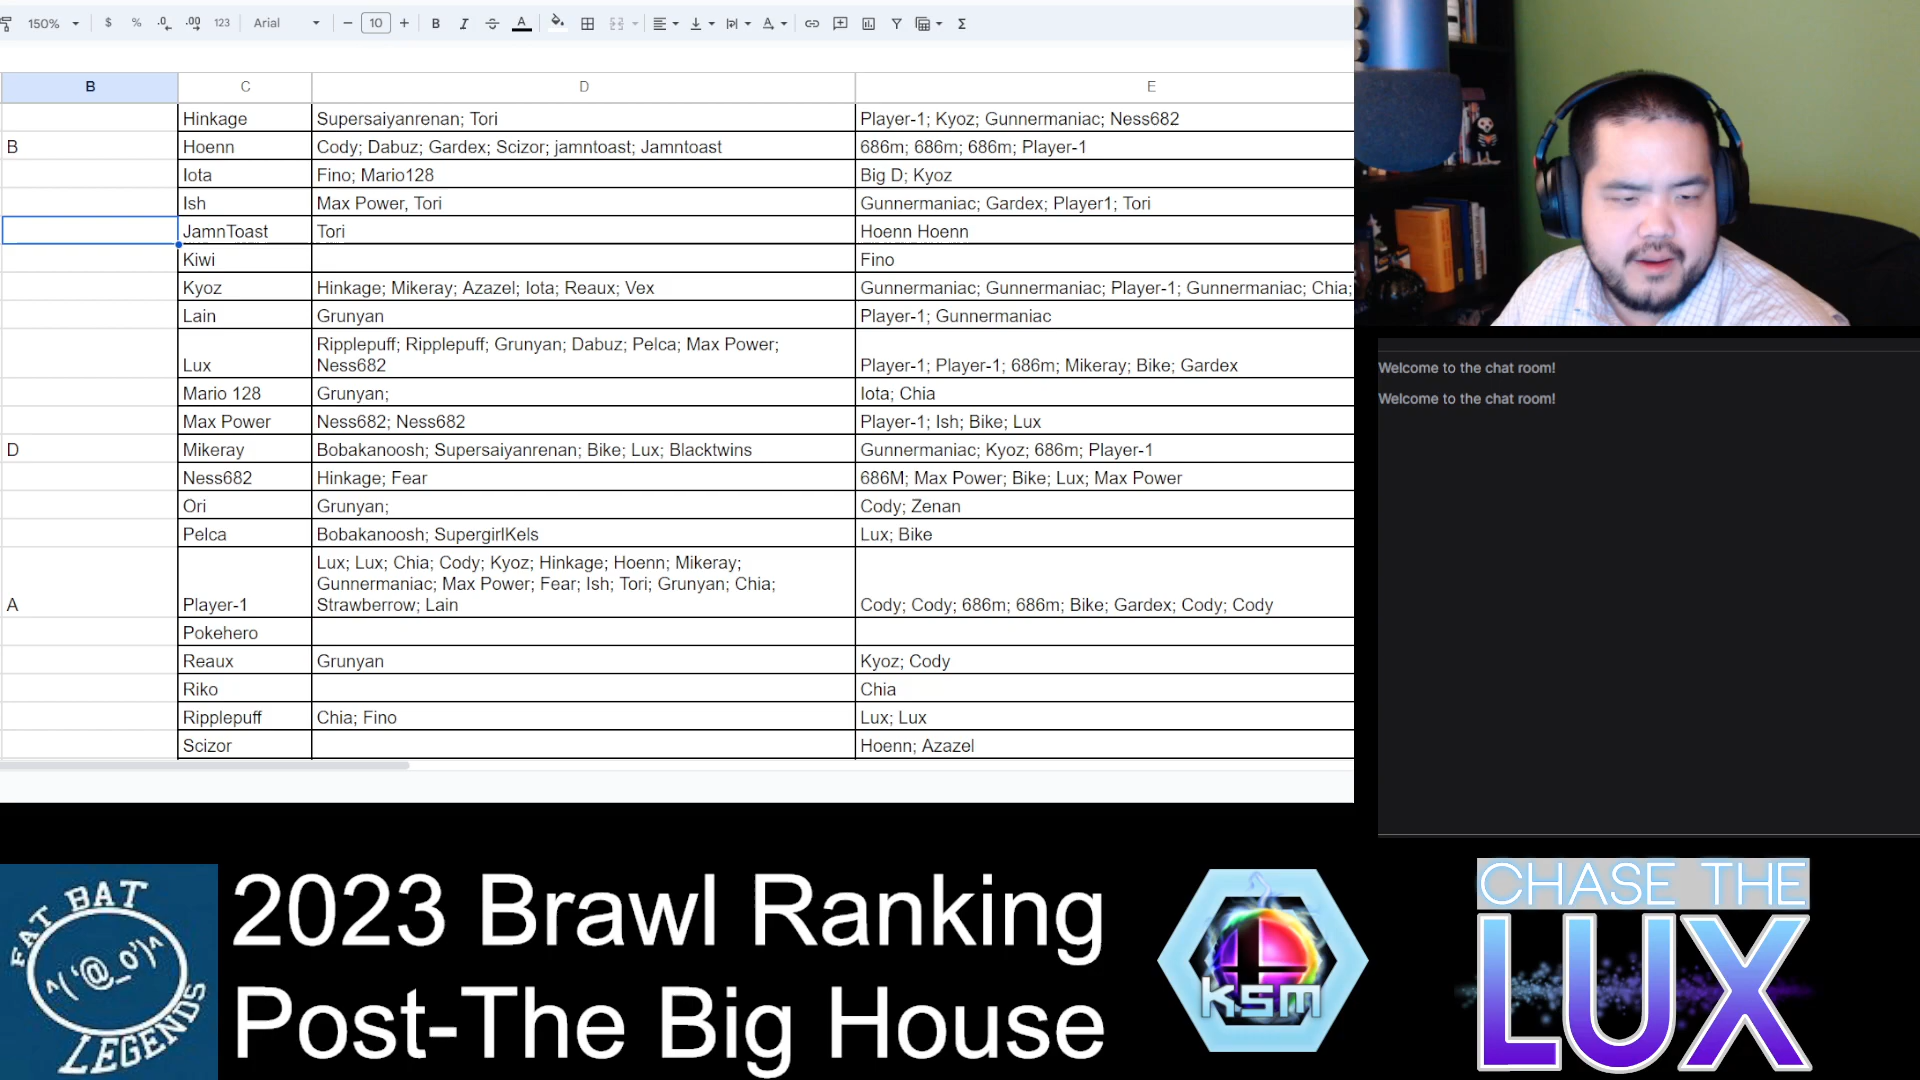 150% $ % .0 .00 123 Arial 10 B I A Σ
B C D E
Hinkage Supersaiyanrenan; Tori Player-1; Kyoz; Gunnermaniac; Ness682
B Hoenn Cody; Dabuz; Gardex; Scizor; jamntoast; Jamntoast 686m; 686m; 686m; Player-1
Iota Fino; Mario128 Big D; Kyoz
Ish Max Power, Tori Gunnermaniac; Gardex; Player1; Tori
JamnToast Tori Hoenn Hoenn
Kiwi Fino
Kyoz Hinkage; Mikeray; Azazel; Iota; Reaux; Vex Gunnermaniac; Gunnermaniac; Player-1; Gunnermaniac; Chia;
Lain Grunyan Player-1; Gunnermaniac
Ripplepuff; Ripplepuff; Grunyan; Dabuz; Pelca; Max Power;
Lux Ness682 Player-1; Player-1; 686m; Mikeray; Bike; Gardex
Mario 128 Grunyan; Iota; Chia
Max Power Ness682; Ness682 Player-1; Ish; Bike; Lux
D Mikeray Bobakanoosh; Supersaiyanrenan; Bike; Lux; Blacktwins Gunnermaniac; Kyoz; 686m; Player-1
Ness682 Hinkage; Fear 686M; Max Power; Bike; Lux; Max Power
Ori Grunyan; Cody; Zenan
Pelca Bobakanoosh; SupergirlKels Lux; Bike
Lux; Lux; Chia; Cody; Kyoz; Hinkage; Hoenn; Mikeray;
Gunnermaniac; Max Power; Fear; Ish; Tori; Grunyan; Chia;
A Player-1 Strawberrow; Lain Cody; Cody; 686m; 686m; Bike; Gardex; Cody; Cody
Pokehero
Reaux Grunyan Kyoz; Cody
Riko Chia
Ripplepuff Chia; Fino Lux; Lux
Scizor Hoenn; Azazel
Welcome to the chat room!
Welcome to the chat room!
FAT BAT
^('@_o')^
LEGENDS
2023 Brawl Ranking
Post-The Big House
KSM
CHASE THE
LUX